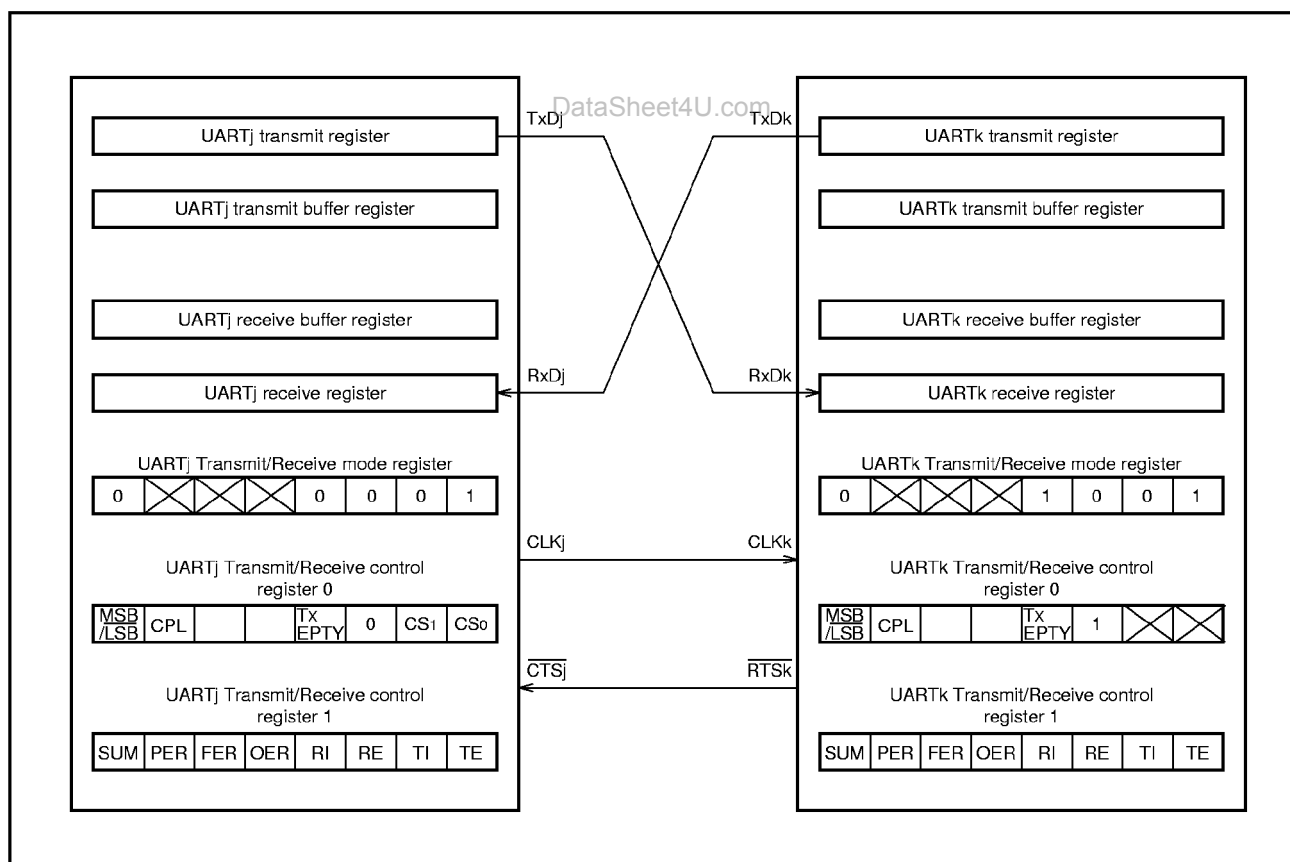 DataSheet4U.com
TxDj TxDk
UARTj transmit register
UARTk transmit register
UARTj transmit buffer register
UARTk transmit buffer register
UARTj receive buffer register
UARTk receive buffer register
RxDj RxDk
UARTj receive register
UARTk receive register
UARTj Transmit/Receive mode register
0 0 0 0 1
UARTk Transmit/Receive mode register
0 1 0 0 1
CLKj CLKk
UARTj Transmit/Receive control
register 0
MSB
/LSB CPL Tx
EPTY 0 CS1 CS0
UARTk Transmit/Receive control
register 0
MSB
/LSB CPL Tx
EPTY 1
CTSj RTSk
UARTj Transmit/Receive control
register 1
SUM PER FER OER RI RE TI TE
UARTk Transmit/Receive control
register 1
SUM PER FER OER RI RE TI TE